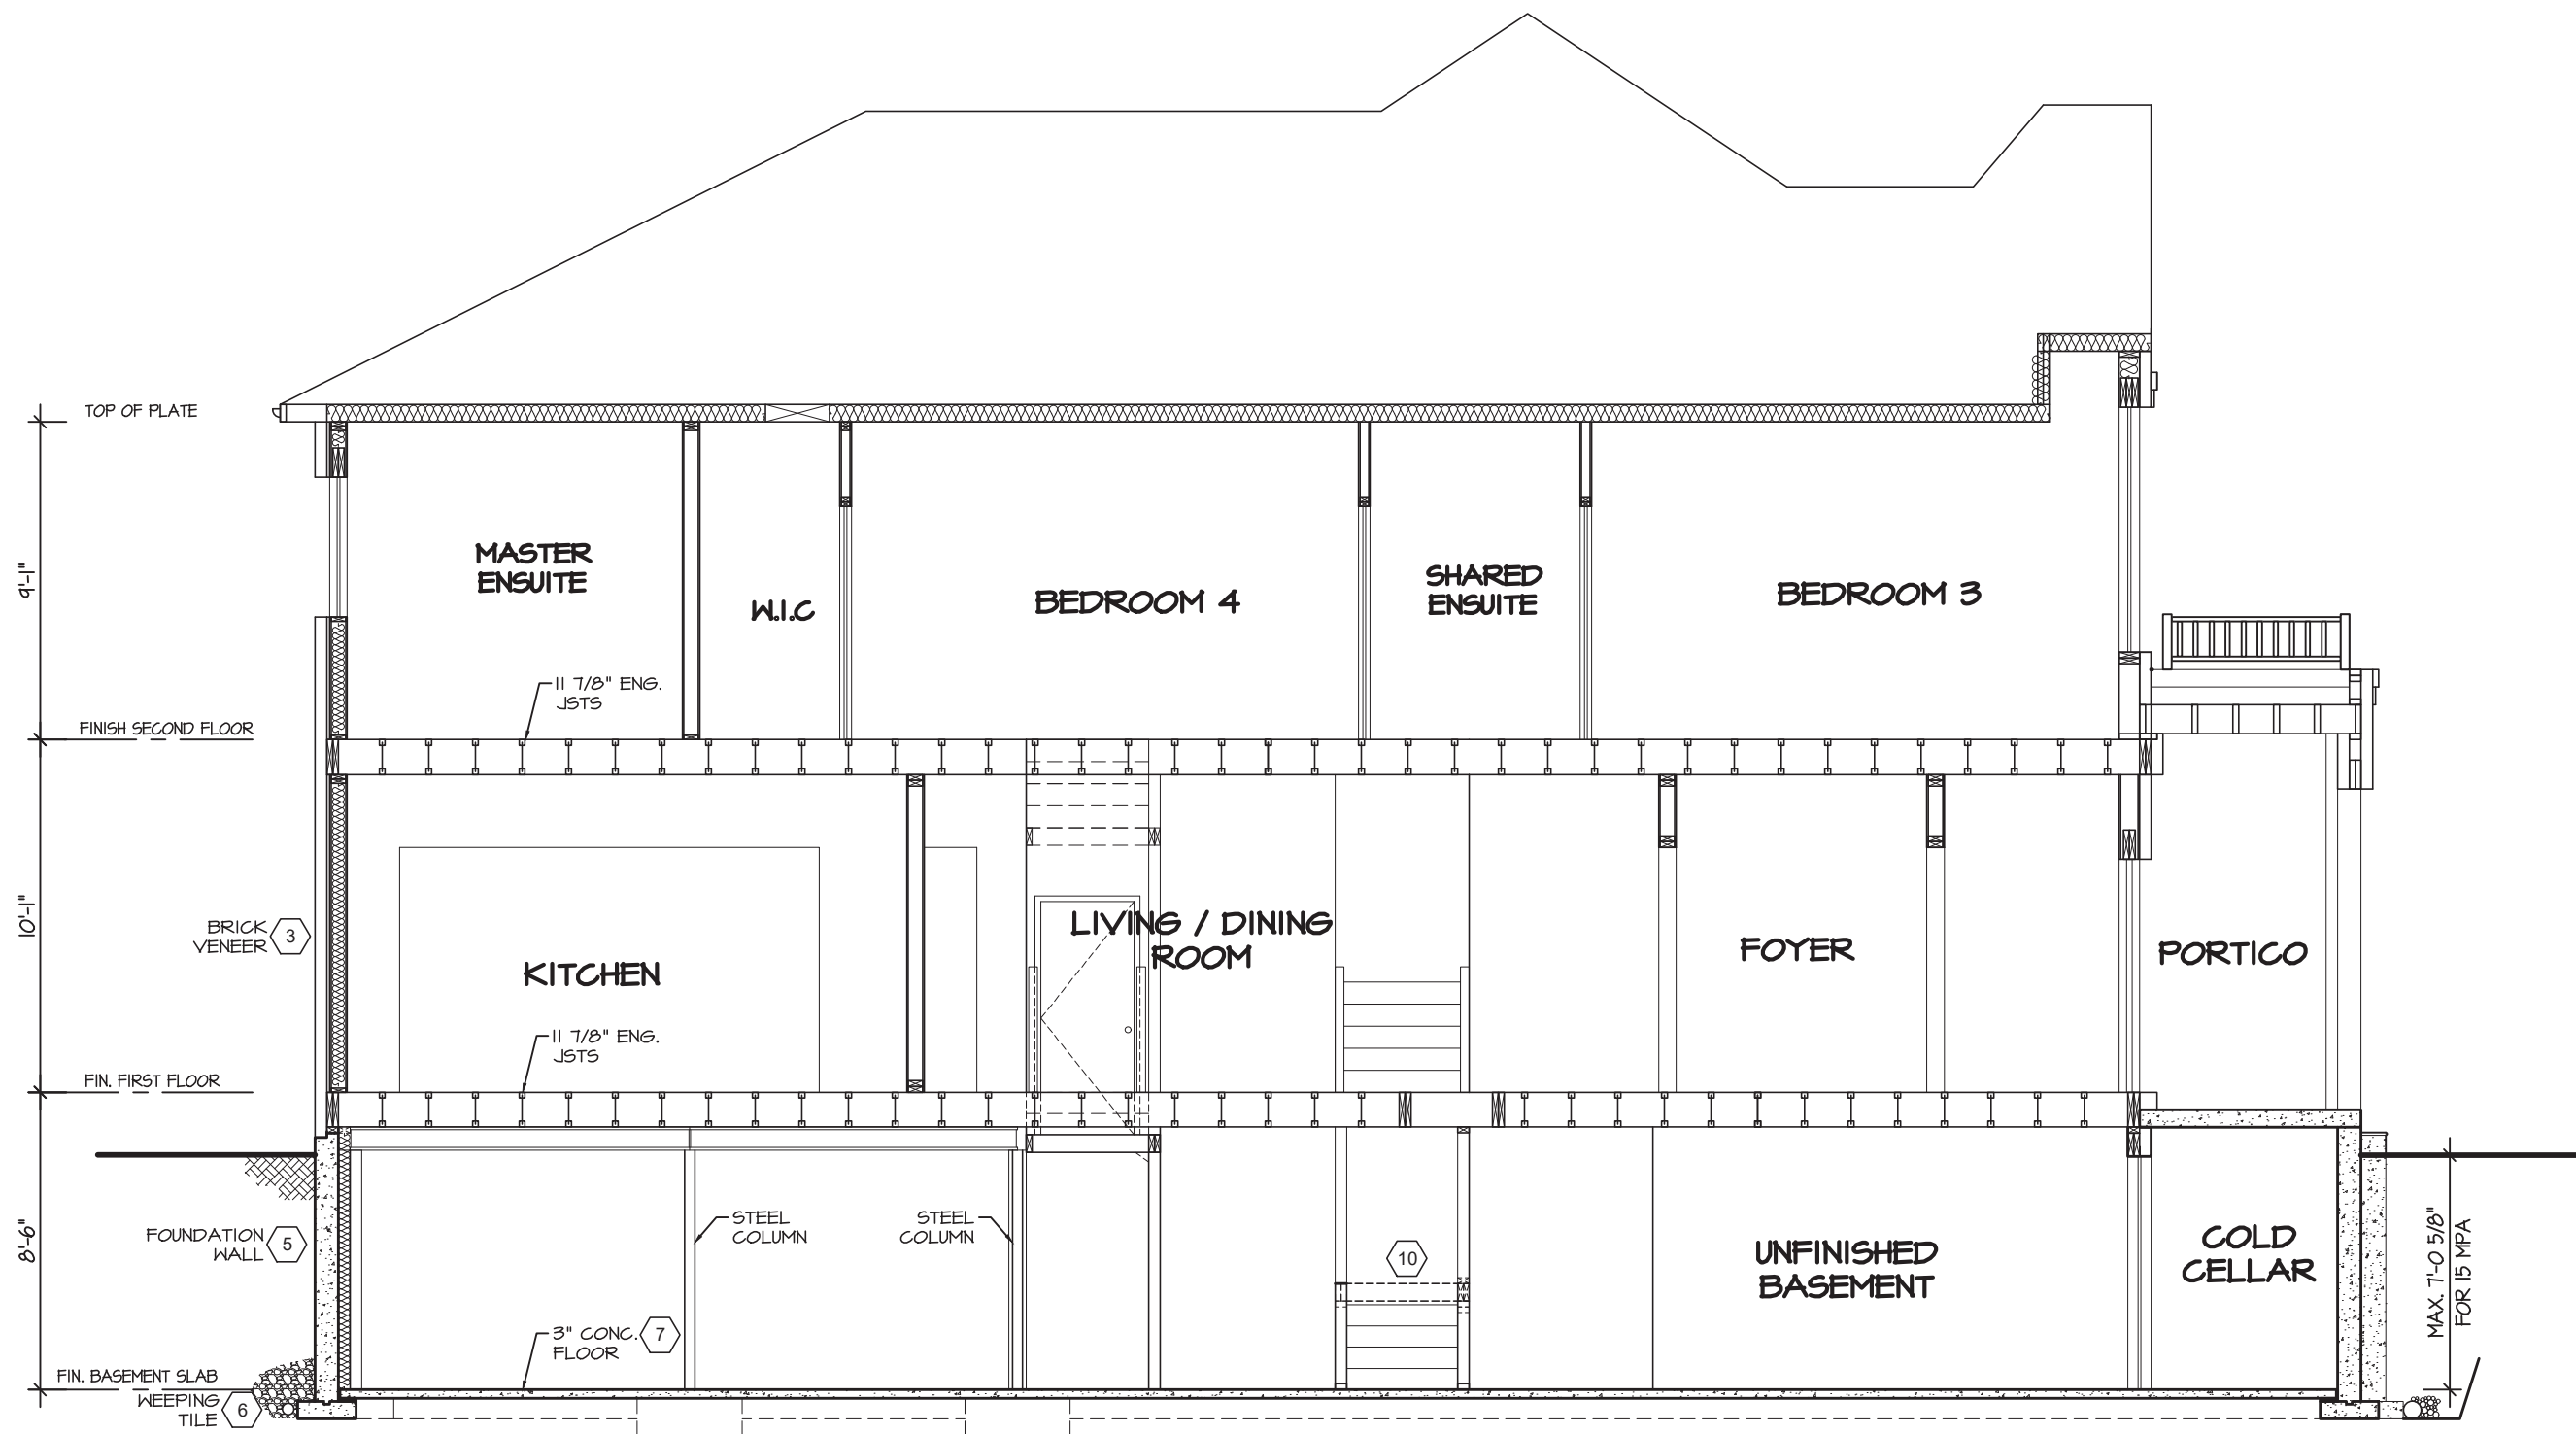 TOP OF PLATE
9'-1"
MASTER
ENSUITE
W.I.C
BEDROOM 4
SHARED
ENSUITE
BEDROOM 3
11 7/8" ENG.
JSTS
FINISH SECOND FLOOR
10'-1"
BRICK
VENEER
3
KITCHEN
LIVING / DINING
ROOM
FOYER
PORTICO
11 7/8" ENG.
JSTS
FIN. FIRST FLOOR
8'-6"
FOUNDATION
WALL
5
STEEL
COLUMN
STEEL
COLUMN
10
UNFINISHED
BASEMENT
COLD
CELLAR
MAX. 7'-0 5/8"
FOR 15 MPA
3" CONC.
FLOOR
7
FIN. BASEMENT SLAB
WEEPING
TILE
6